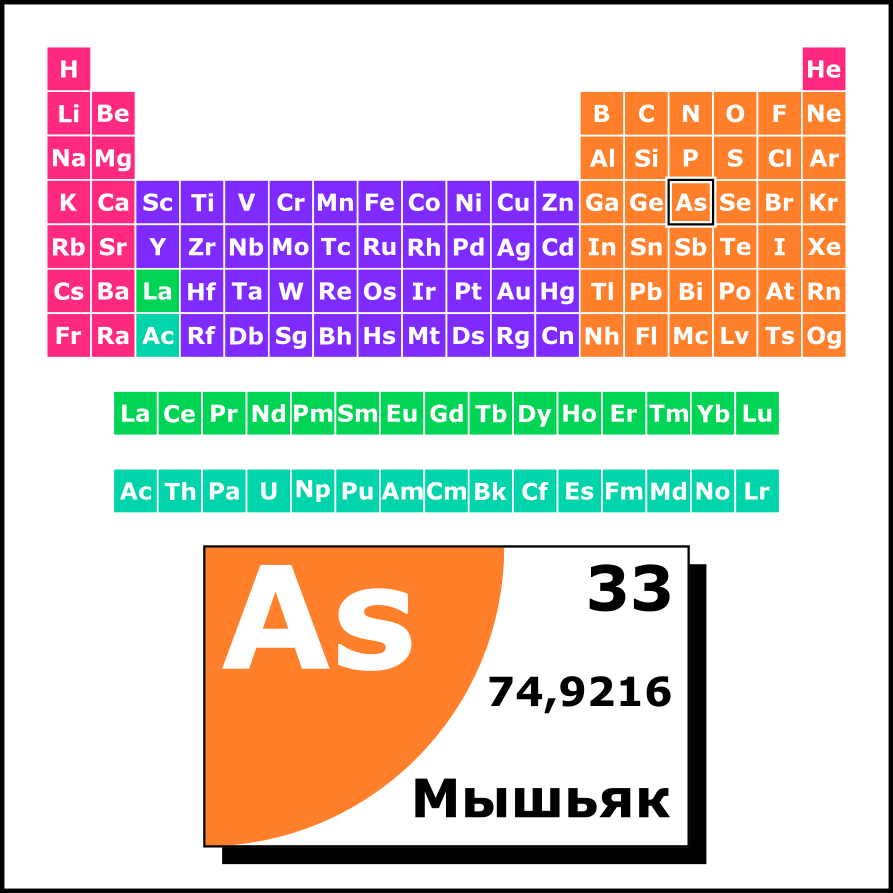 H He
Li Be B C N O F Ne
Na Mg Al Si P S Cl Ar
K Ca Sc Ti V Cr Mn Fe Co Ni Cu Zn Ga Ge As Se Br Kr
Rb Sr Y Zr Nb Mo Tc Ru Rh Pd Ag Cd In Sn Sb Te I Xe
Cs Ba La Hf Ta W Re Os Ir Pt Au Hg Tl Pb Bi Po At Rn
Fr Ra Ac Rf Db Sg Bh Hs Mt Ds Rg Cn Nh Fl Mc Lv Ts Og
La Ce Pr Nd Pm Sm Eu Gd Tb Dy Ho Er Tm Yb Lu
Ac Th Pa U Np Pu Am Cm Bk Cf Es Fm Md No Lr
As
33
74,9216
Мышьяк